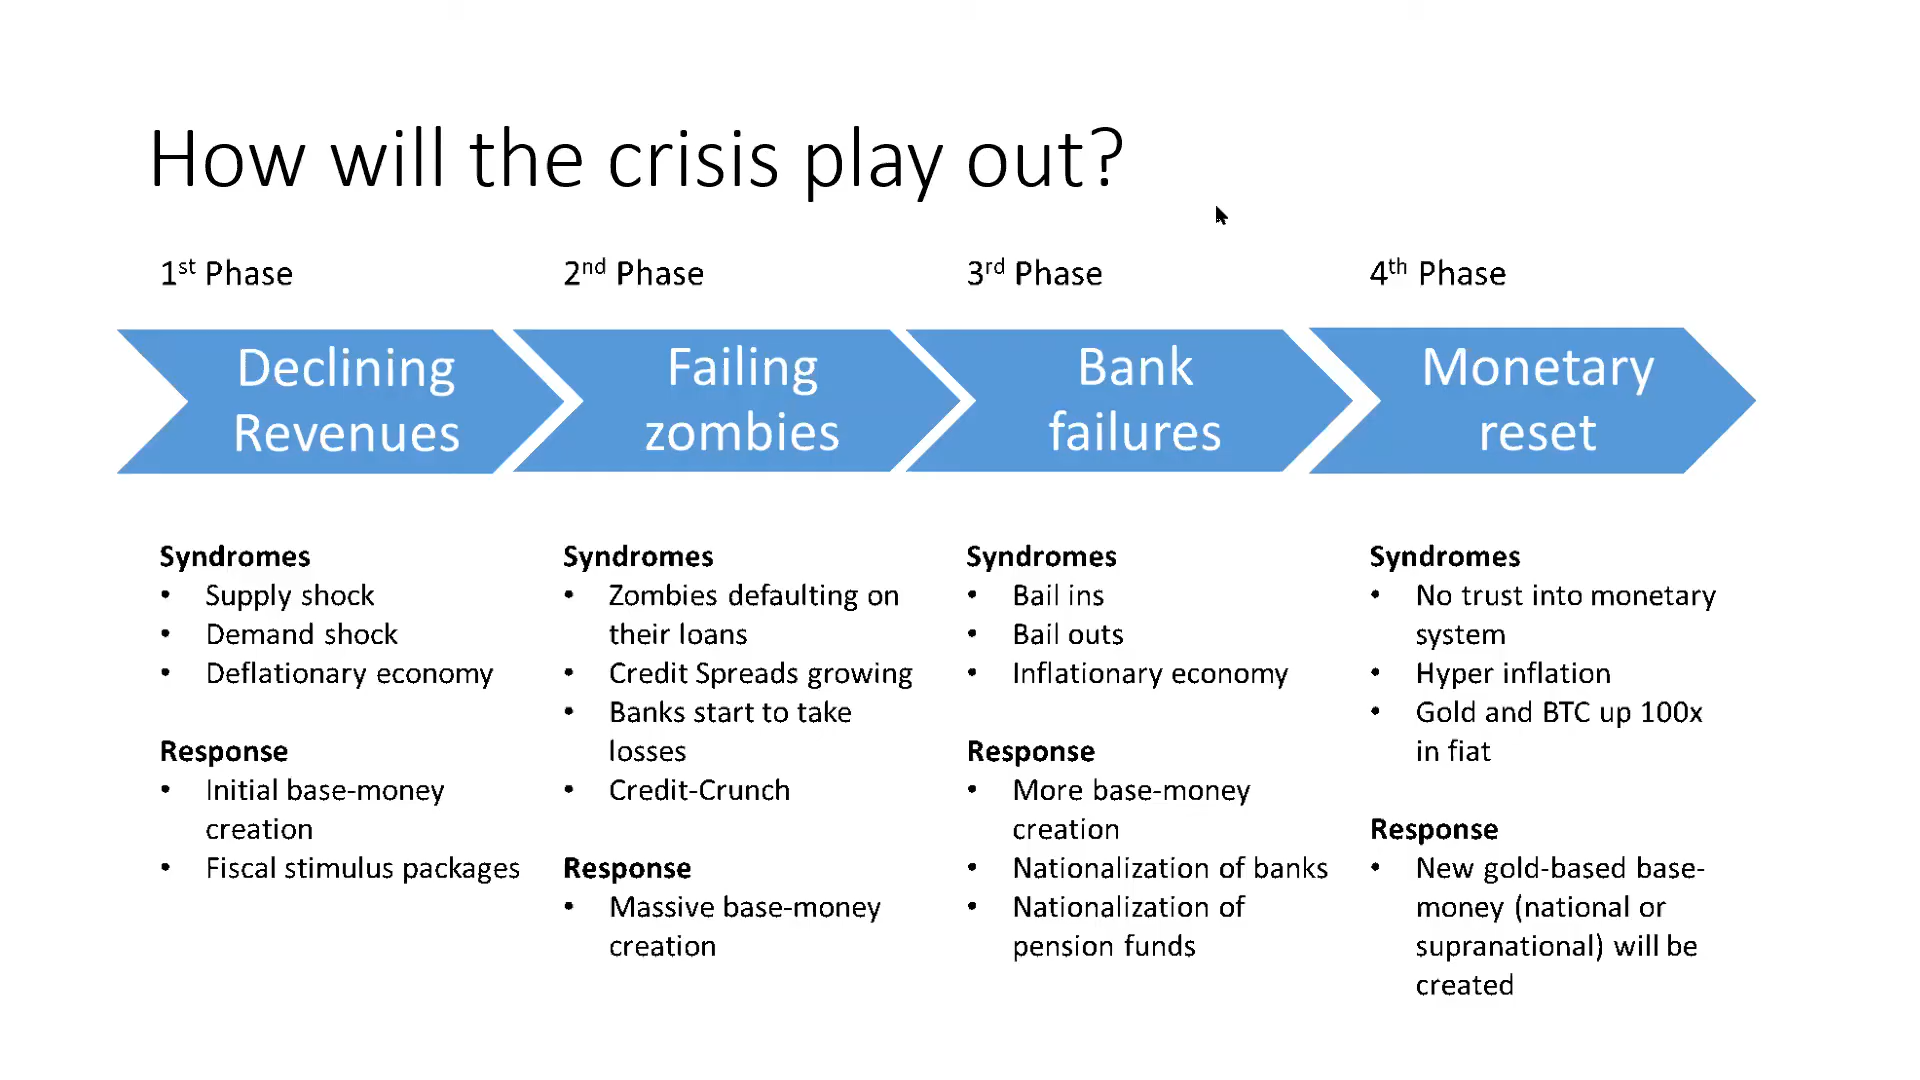 How will the crisis play out?
1st Phase
Declining
Revenues
Syndromes
• Supply shock
• Demand shock
• Deflationary economy
Response
• Initial base-money
creation
• Fiscal stimulus packages
2nd Phase
Failing
zombies
Syndromes
• Zombies defaulting on
their loans
• Credit Spreads growing
• Banks start to take
losses
• Credit-Crunch
Response
• Massive base-money
creation
3rd Phase
Bank
failures
Syndromes
• Bail ins
• Bail outs
• Inflationary economy
Response
• More base-money
creation
• Nationalization of banks
• Nationalization of
pension funds
4th Phase
Monetary
reset
Syndromes
• No trust into monetary
system
• Hyper inflation
• Gold and BTC up 100x
in fiat
Response
• New gold-based base-
money (national or
supranational) will be
created